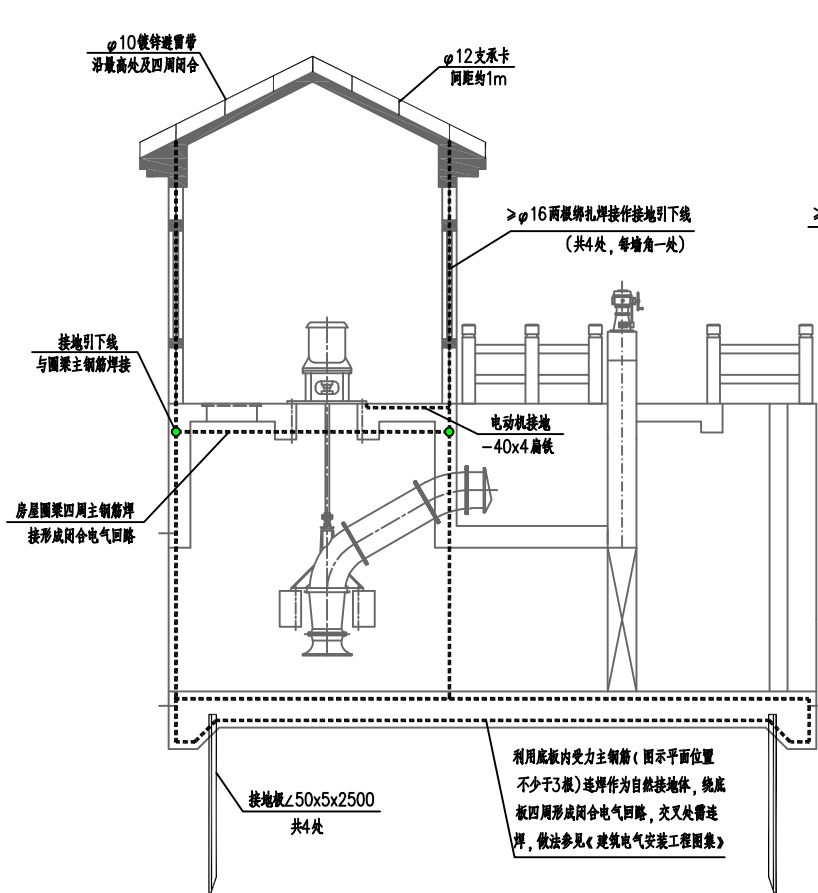 φ10镀锌避雷带
沿最高处及四周闭合
φ12支承卡
间距约1m
≥φ16两根绑扎焊接作接地引下线
(共4处，每墙角一处)
≥
接地引下线
与圈梁主钢筋焊接
电动机接地
-40x4扁铁
房屋圈梁四周主钢筋焊
接形成闭合电气回路
利用底板内受力主钢筋(图示平面位置
不少于3根)连焊作为自然接地体，绕底
板四周形成闭合电气回路，交叉处需连
焊，做法参见《建筑电气安装工程图集》
接地极∠50x5x2500
共4处